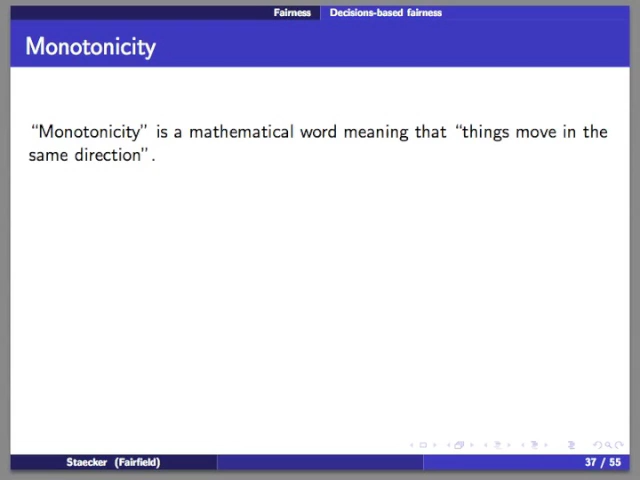 Fairness Decisions-based fairness
Monotonicity
“Monotonicity” is a mathematical word meaning that “things move in the
same direction”.
Staecker (Fairfield) 37 / 55